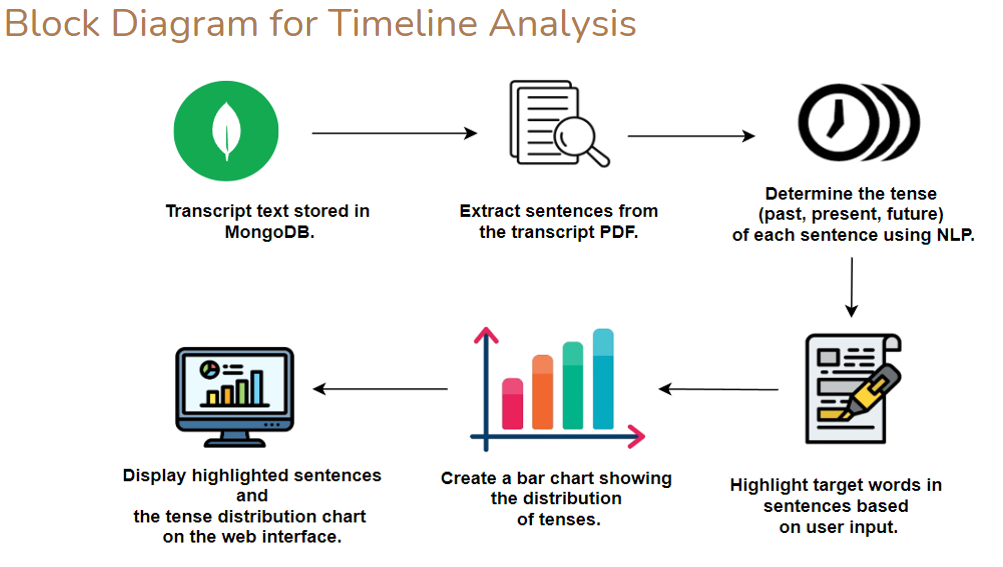 Block Diagram for Timeline Analysis
Transcript text stored in
MongoDB.
Extract sentences from
the transcript PDF.
Determine the tense
(past, present, future)
of each sentence using NLP.
Highlight target words in
sentences based
on user input.
Create a bar chart showing
the distribution
of tenses.
Display highlighted sentences
and
the tense distribution chart
on the web interface.